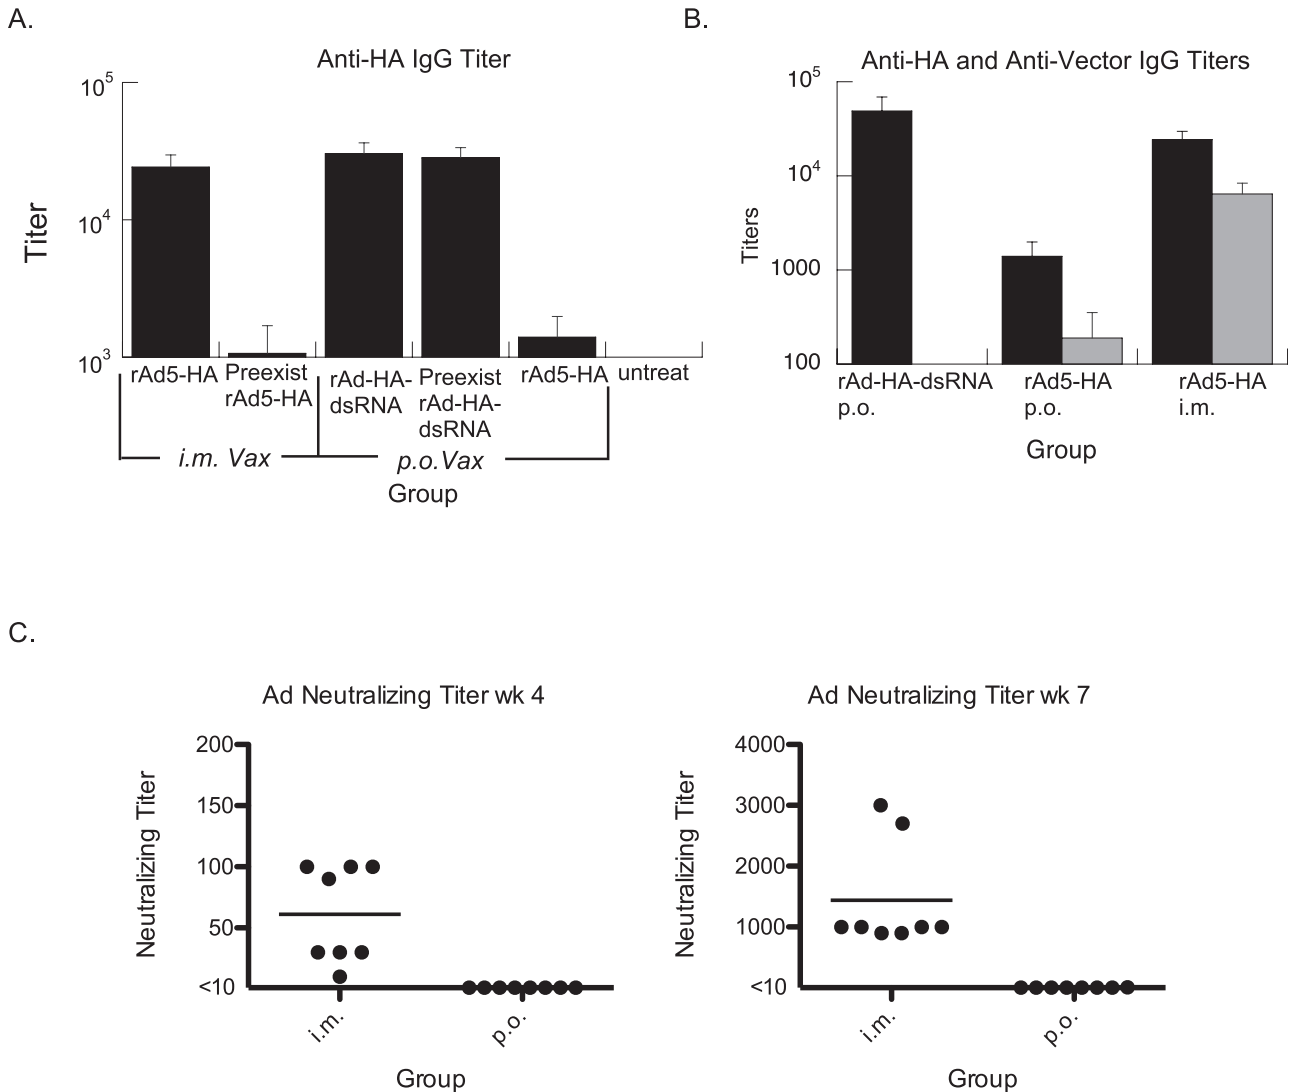 A.
Anti-HA IgG Titer
10^5
10^4
10^3
Titer
rAd5-HA
Preexist
rAd5-HA
rAd-HA-
dsRNA
Preexist
rAd-HA-
dsRNA
rAd5-HA
untreat
i.m. Vax
p.o.Vax
Group
B.
Anti-HA and Anti-Vector IgG Titers
10^5
10^4
1000
100
Titers
rAd-HA-dsRNA
p.o.
rAd5-HA
p.o.
rAd5-HA
i.m.
Group
C.
Ad Neutralizing Titer wk 4
200
150
100
50
<10
Neutralizing Titer
i.m.
p.o.
Group
Ad Neutralizing Titer wk 7
4000
3000
2000
1000
<10
Neutralizing Titer
i.m.
p.o.
Group